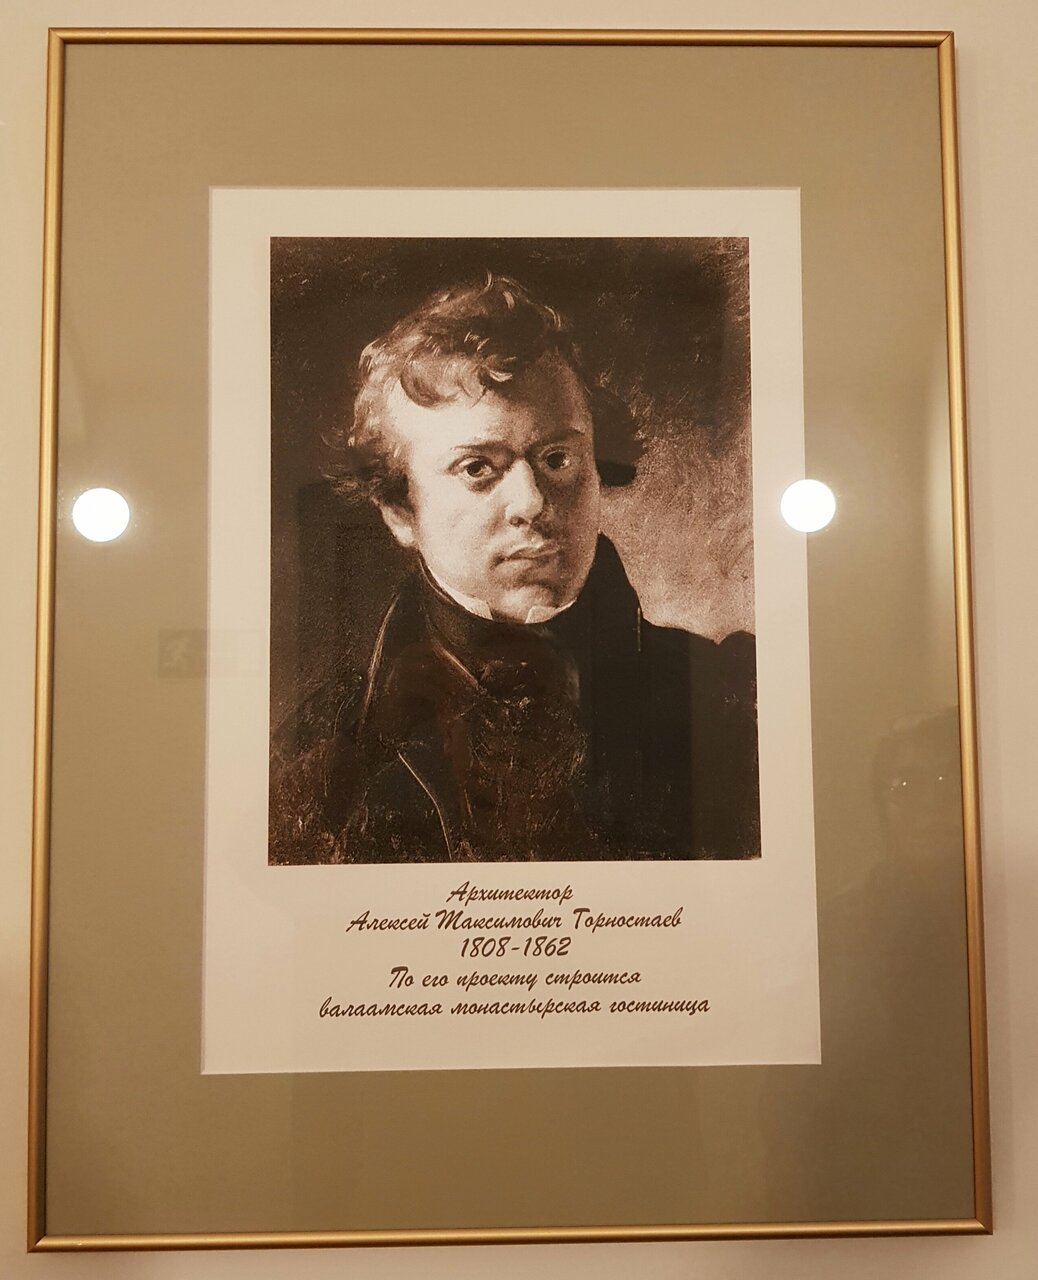 Архитектор
Алексей Максимович Горностаев
1808-1862
По его проекту строится
валаамская монастырская гостиница